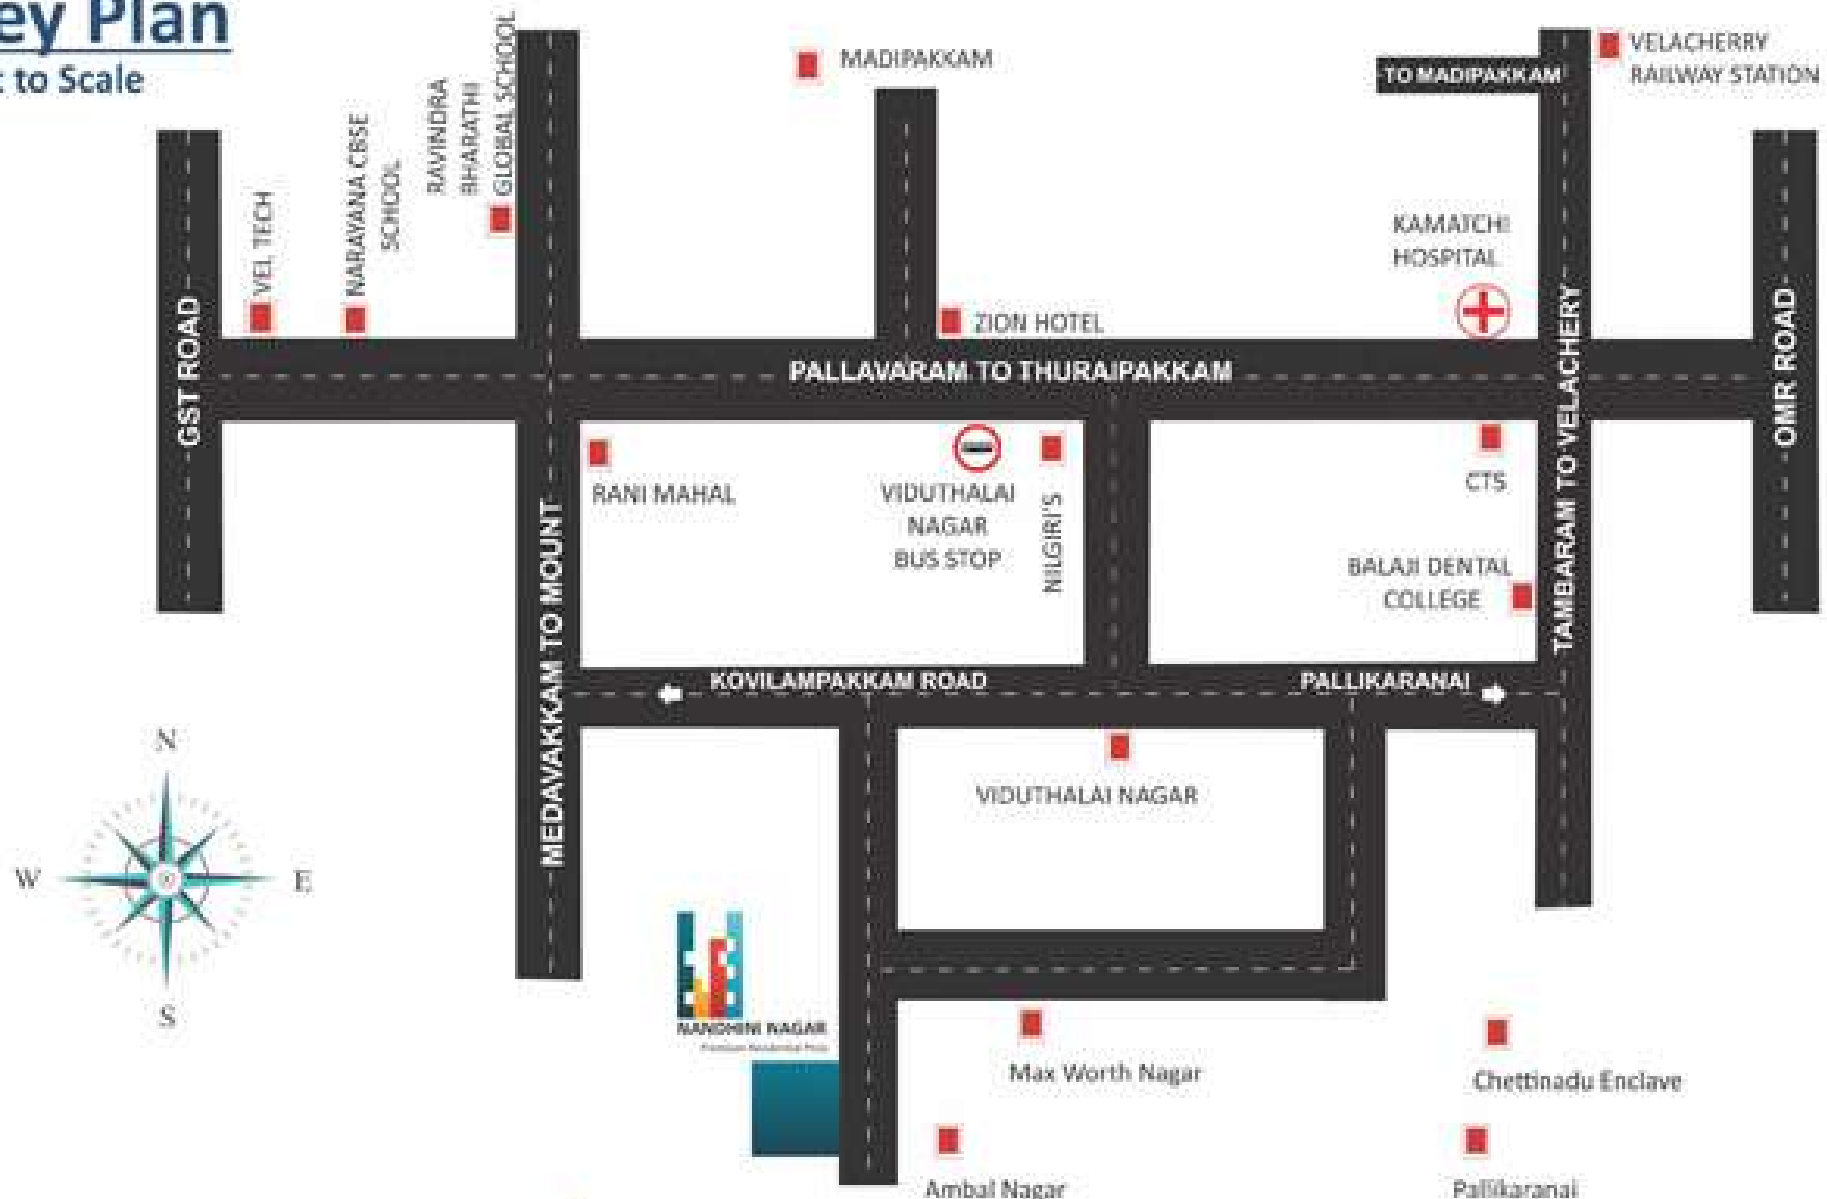 ey Plan
to Scale
MADIPAKKAM
TO MADIPAKKAM
VELACHERRY
RAILWAY STATION
VEL TECH
NARAYANA CBSE
SCHOOL
RAVINDRA
BHARATHI
GLOBAL SCHOOL
KAMATCHI
HOSPITAL
ZION HOTEL
GST ROAD
PALLAVARAM TO THURAIPAKKAM
TAMBARAM TO VELACHERY
OMR ROAD
RANI MAHAL
VIDUTHALAI
NAGAR
BUS STOP
NILGIRI'S
CTS
BALAJI DENTAL
COLLEGE
MEDAVAKKAM TO MOUNT
KOVILAMPAKKAM ROAD
PALLIKARANAI
VIDUTHALAI NAGAR
N
W
E
S
NANDHINI NAGAR
Premium Residential Plots
Max Worth Nagar
Chettinadu Enclave
Ambal Nagar
Pallikaranai